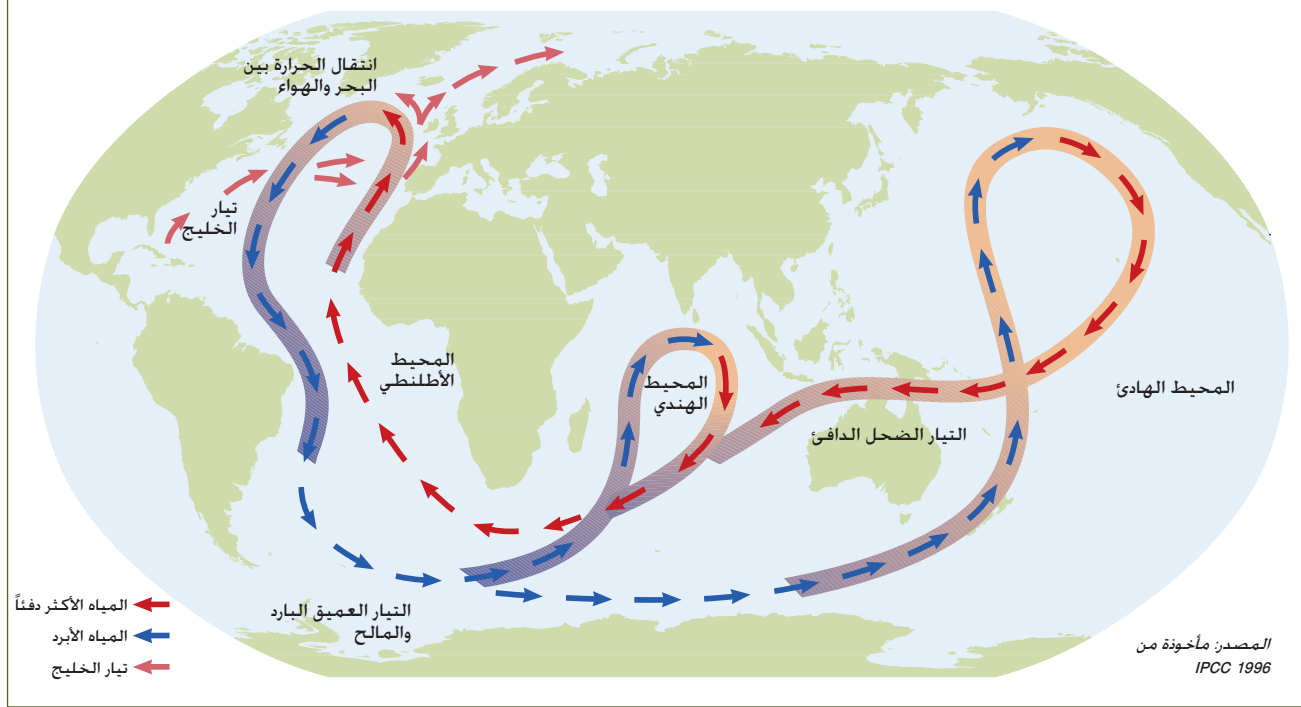 انتقال الحرارة بين
البحر والهواء
تيار
الخليج
المحيط
الأطلنطي
المحيط
الهندي
المحيط الهادئ
التيار الضحل الدافئ
التيار العميق البارد
والمالح
المياه الأكثر دفئاً
المياه الأبرد
تيار الخليج
المصدر: مأخوذة من
IPCC 1996